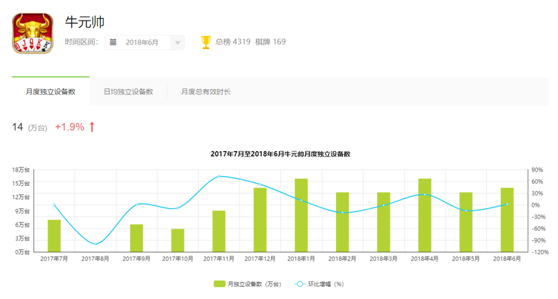 牛元帅
时间区间： 2018年6月 总榜 4319 棋牌 169
月度独立设备数 日均独立设备数 月度总有效时长
14 (万台) +1.9%
2017年7月至2018年6月牛元帅月度独立设备数
18万台 90%
15万台 60%
12万台 30%
9万台 0%
6万台 -30%
3万台 -60%
-90%
0万台 -120%
2017年7月 2017年8月 2017年9月 2017年10月 2017年11月 2017年12月 2018年1月 2018年2月 2018年3月 2018年4月 2018年5月 2018年6月
月独立设备数（万台） 环比增幅（%）